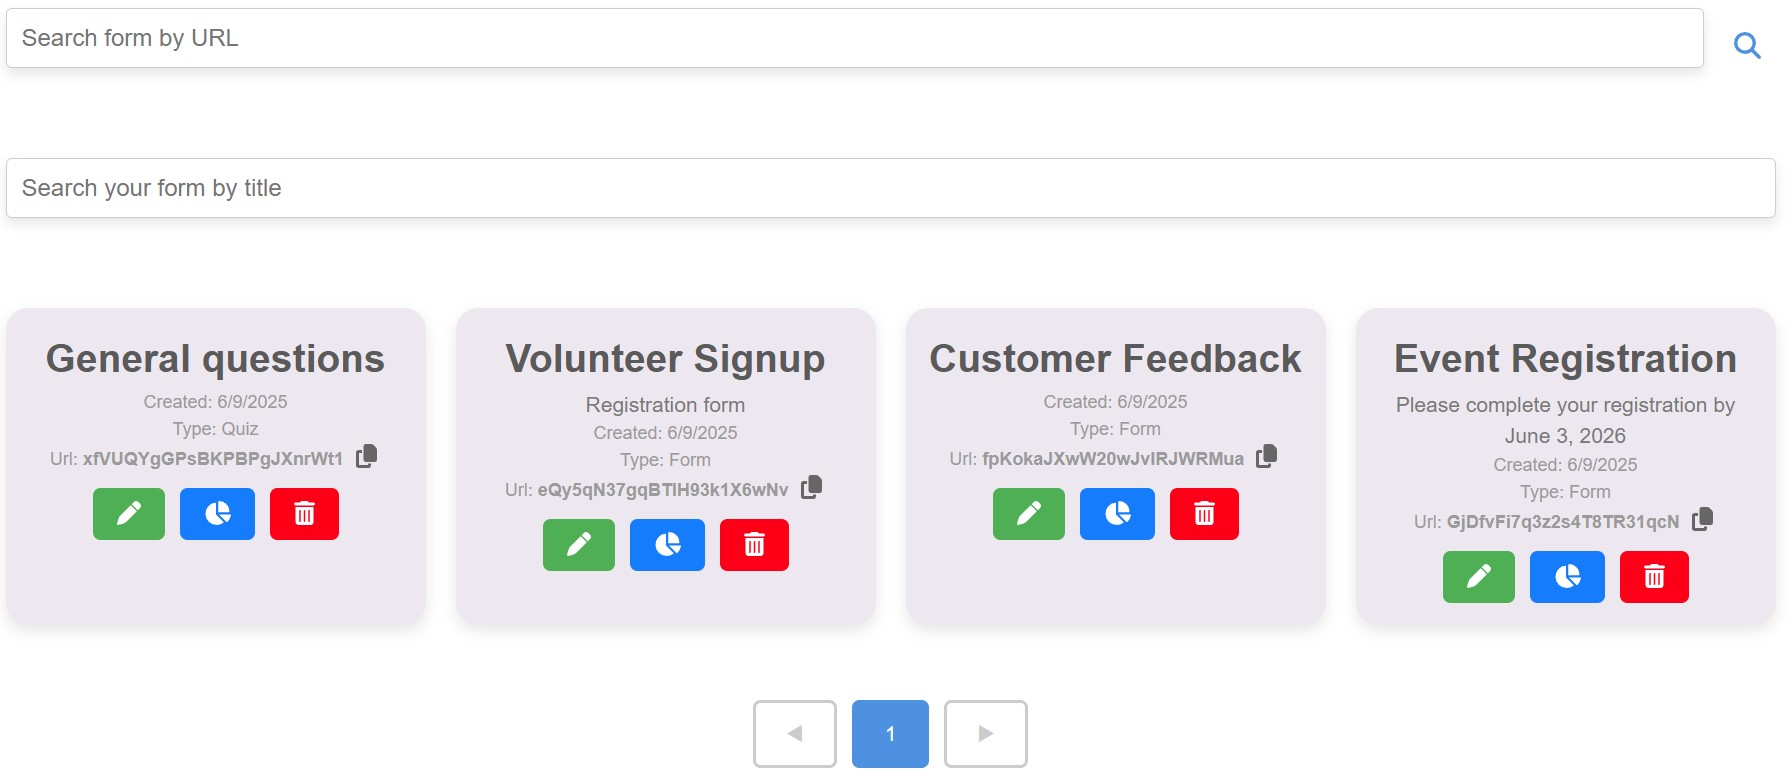 Search form by URL
Search your form by title
General questions
Created: 6/9/2025
Type: Quiz
Url: xfVUQYgGPsBKPBPgJXnrWt1
Volunteer Signup
Registration form
Created: 6/9/2025
Type: Form
Url: eQy5qN37gqBTIH93k1X6wNv
Customer Feedback
Created: 6/9/2025
Type: Form
Url: fpKokaJXwW20wJvIRJWRMua
Event Registration
Please complete your registration by
June 3, 2026
Created: 6/9/2025
Type: Form
Url: GjDfvFi7q3z2s4T8TR31qcN
1